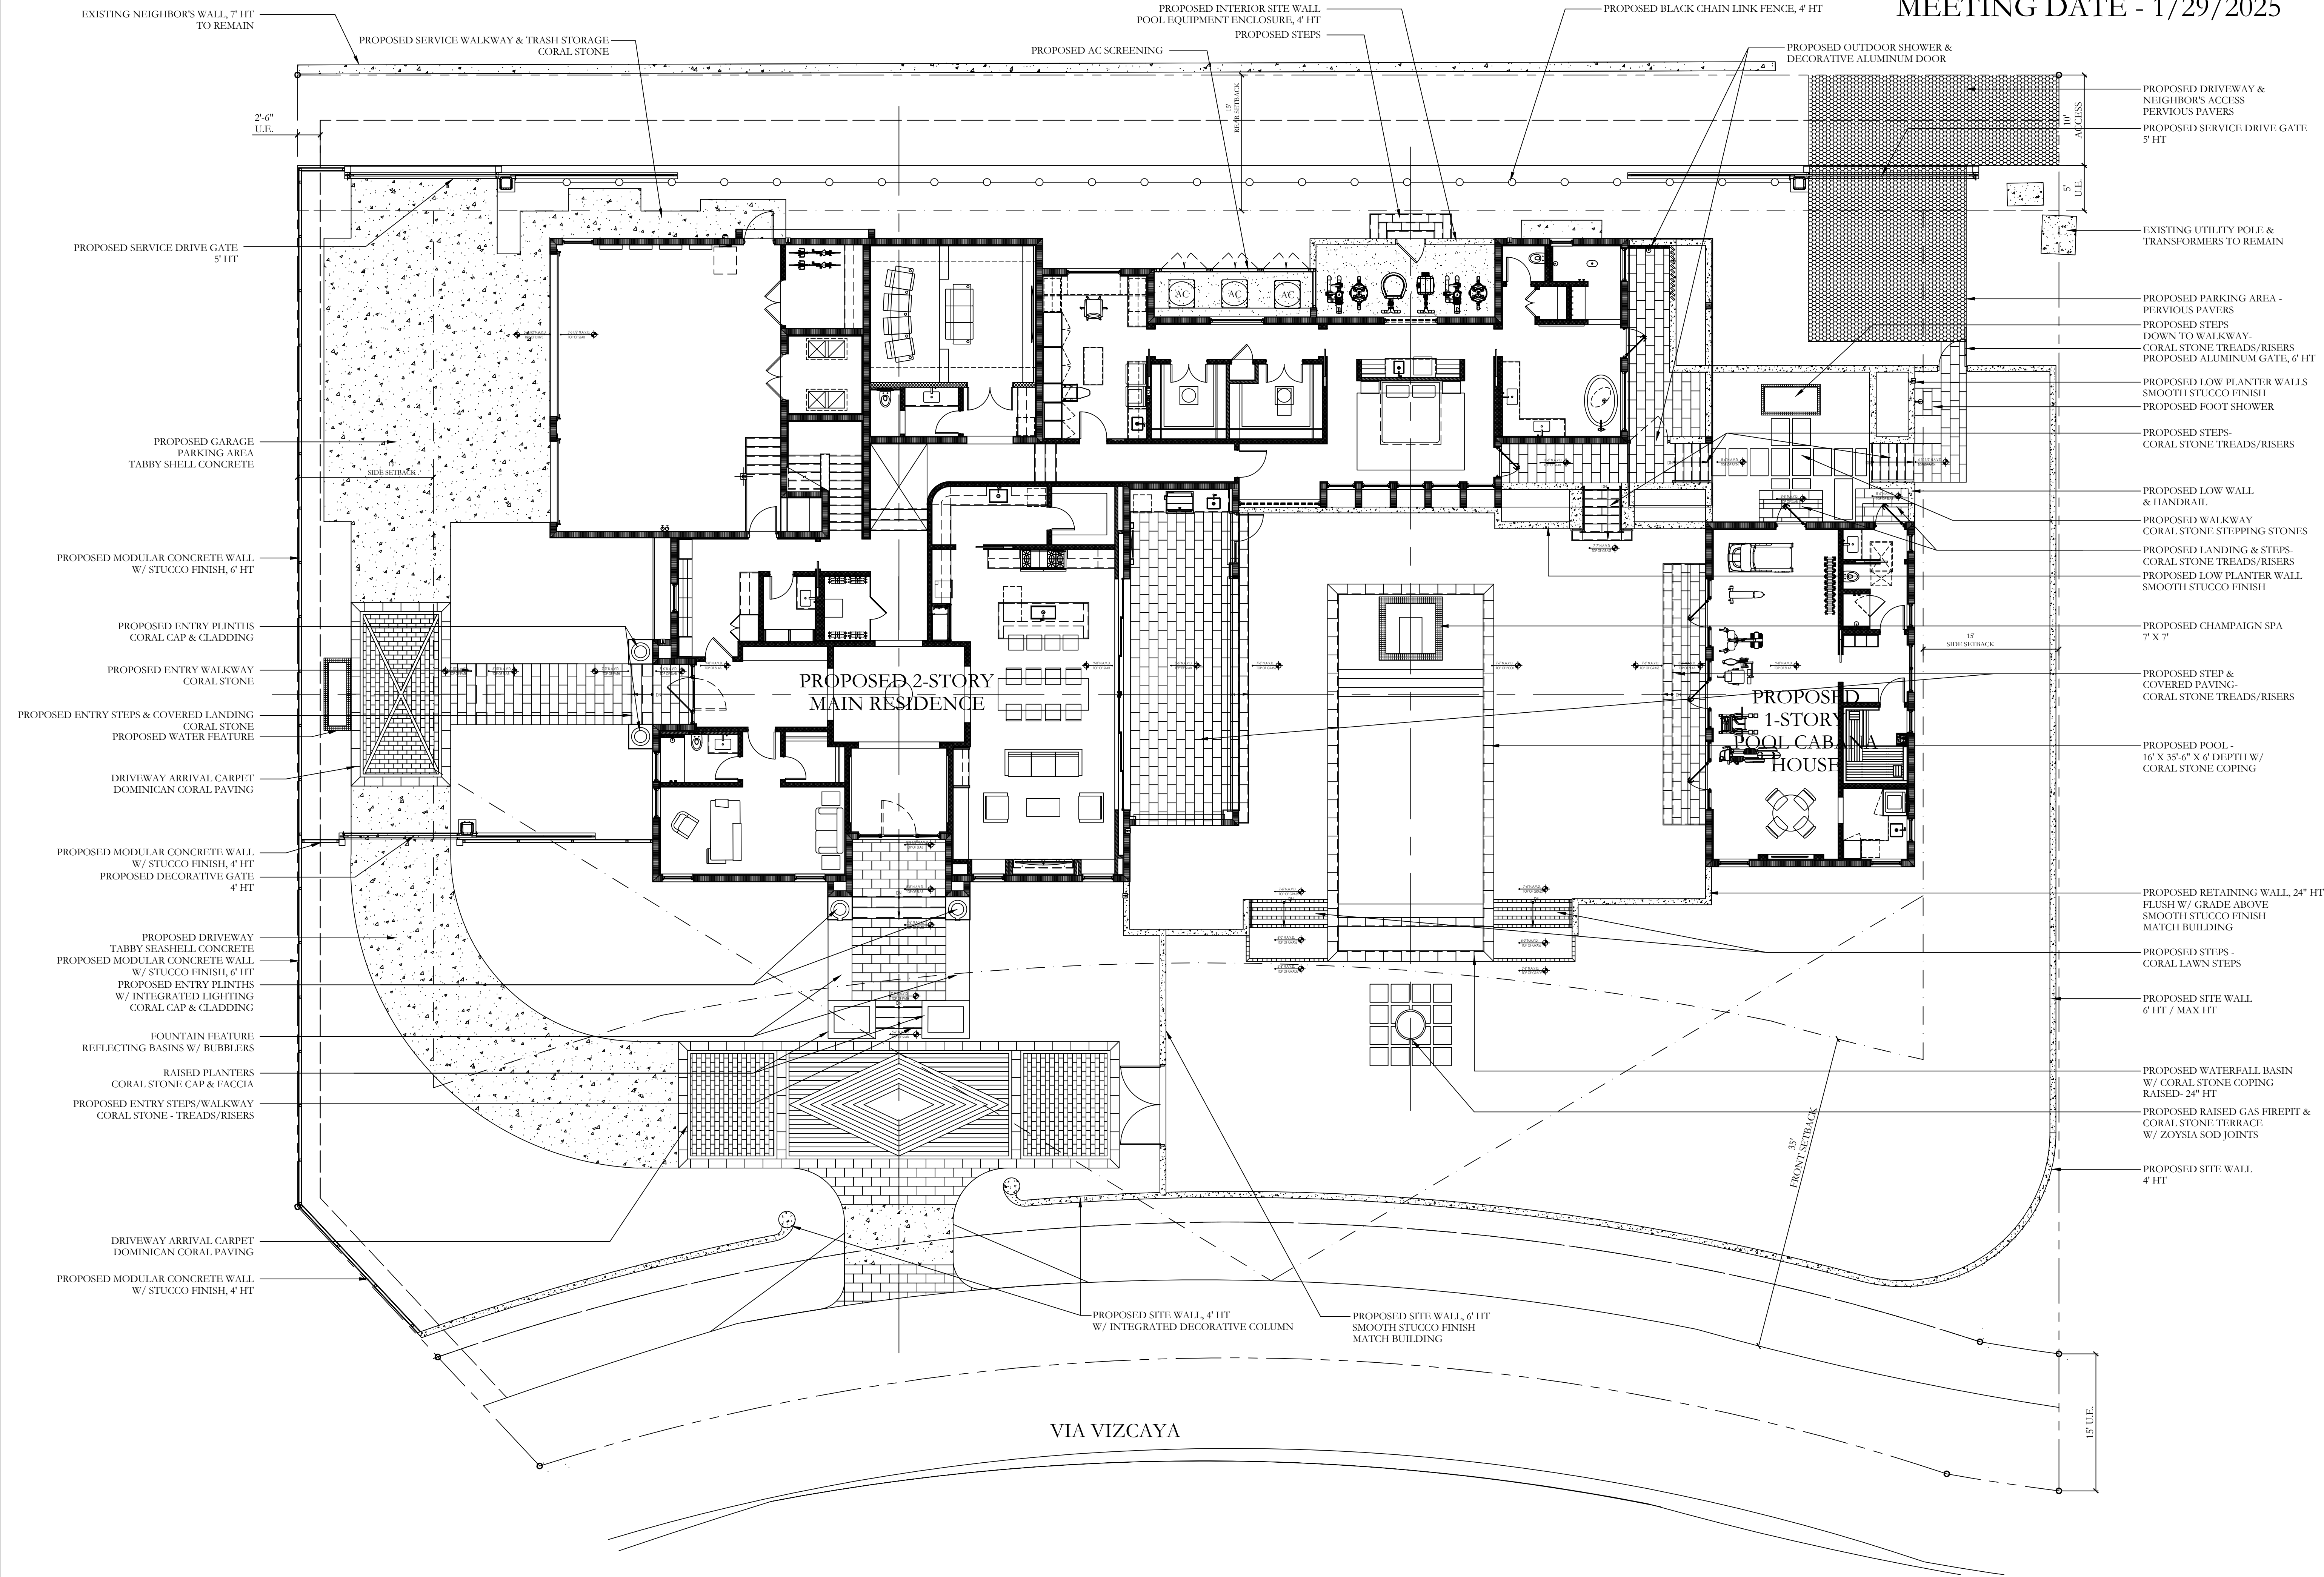 MEETING DATE - 1/29/2025
EXISTING NEIGHBOR'S WALL, 7' HT
TO REMAIN
PROPOSED SERVICE WALKWAY & TRASH STORAGE
CORAL STONE
PROPOSED INTERIOR SITE WALL
POOL EQUIPMENT ENCLOSURE, 4' HT
PROPOSED STEPS
PROPOSED AC SCREENING
PROPOSED BLACK CHAIN LINK FENCE, 4' HT
PROPOSED OUTDOOR SHOWER &
DECORATIVE ALUMINUM DOOR
2'-6"
U.E.
15'
REAR SETBACK
10'
ACCESS
5'
U.E.
PROPOSED SERVICE DRIVE GATE
5' HT
PROPOSED GARAGE
PARKING AREA
TABBY SHELL CONCRETE
15'
SIDE SETBACK
PROPOSED MODULAR CONCRETE WALL
W/ STUCCO FINISH, 6' HT
PROPOSED ENTRY PLINTHS
CORAL CAP & CLADDING
PROPOSED ENTRY WALKWAY
CORAL STONE
PROPOSED ENTRY STEPS & COVERED LANDING
CORAL STONE
PROPOSED WATER FEATURE
DRIVEWAY ARRIVAL CARPET
DOMINICAN CORAL PAVING
PROPOSED MODULAR CONCRETE WALL
W/ STUCCO FINISH, 4' HT
PROPOSED DECORATIVE GATE
4' HT
PROPOSED DRIVEWAY
TABBY SEASHELL CONCRETE
PROPOSED MODULAR CONCRETE WALL
W/ STUCCO FINISH, 6' HT
PROPOSED ENTRY PLINTHS
W/ INTEGRATED LIGHTING
CORAL CAP & CLADDING
FOUNTAIN FEATURE
REFLECTING BASINS W/ BUBBLERS
RAISED PLANTERS
CORAL STONE CAP & FACCIA
PROPOSED ENTRY STEPS/WALKWAY
CORAL STONE - TREADS/RISERS
DRIVEWAY ARRIVAL CARPET
DOMINICAN CORAL PAVING
PROPOSED MODULAR CONCRETE WALL
W/ STUCCO FINISH, 4' HT
AC
AC
AC
PROPOSED 2-STORY
MAIN RESIDENCE
PROPOSED
1-STORY
POOL CABANA
HOUSE
PROPOSED DRIVEWAY &
NEIGHBOR'S ACCESS
PERVIOUS PAVERS
PROPOSED SERVICE DRIVE GATE
5' HT
EXISTING UTILITY POLE &
TRANSFORMERS TO REMAIN
PROPOSED PARKING AREA -
PERVIOUS PAVERS
PROPOSED STEPS
DOWN TO WALKWAY-
CORAL STONE TREADS/RISERS
PROPOSED ALUMINUM GATE, 6' HT
PROPOSED LOW PLANTER WALLS
SMOOTH STUCCO FINISH
PROPOSED FOOT SHOWER
PROPOSED STEPS-
CORAL STONE TREADS/RISERS
PROPOSED LOW WALL
& HANDRAIL
PROPOSED WALKWAY
CORAL STONE STEPPING STONES
PROPOSED LANDING & STEPS-
CORAL STONE TREADS/RISERS
PROPOSED LOW PLANTER WALL
SMOOTH STUCCO FINISH
PROPOSED CHAMPAIGN SPA
7' X 7'
15'
SIDE SETBACK
PROPOSED STEP &
COVERED PAVING-
CORAL STONE TREADS/RISERS
PROPOSED POOL -
16' X 35'-6" X 6' DEPTH W/
CORAL STONE COPING
PROPOSED RETAINING WALL, 24" HT
FLUSH W/ GRADE ABOVE
SMOOTH STUCCO FINISH
MATCH BUILDING
PROPOSED STEPS -
CORAL LAWN STEPS
PROPOSED SITE WALL
6' HT / MAX HT
PROPOSED WATERFALL BASIN
W/ CORAL STONE COPING
RAISED- 24" HT
PROPOSED RAISED GAS FIREPIT &
CORAL STONE TERRACE
W/ ZOYSIA SOD JOINTS
PROPOSED SITE WALL
4' HT
35'
FRONT SETBACK
PROPOSED SITE WALL, 4' HT
W/ INTEGRATED DECORATIVE COLUMN
PROPOSED SITE WALL, 6' HT
SMOOTH STUCCO FINISH
MATCH BUILDING
VIA VIZCAYA
15' U.E.